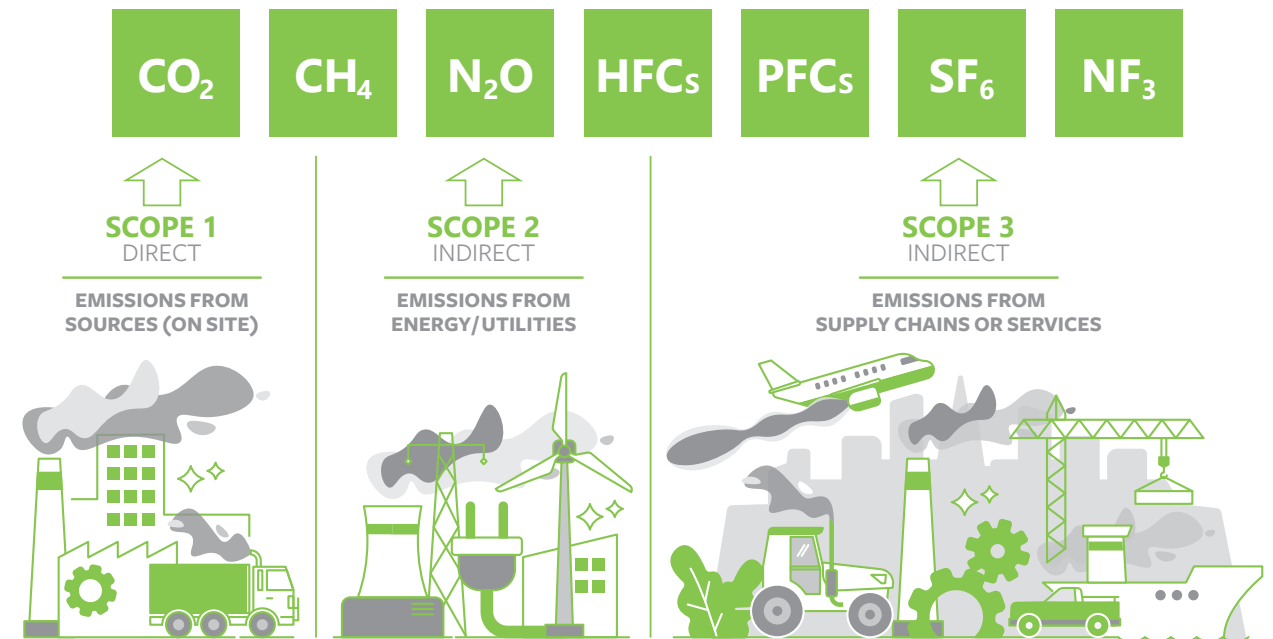 CO₂ CH₄ N₂O HFCs PFCs SF₆ NF₃
SCOPE 1
DIRECT
EMISSIONS FROM
SOURCES (ON SITE)
SCOPE 2
INDIRECT
EMISSIONS FROM
ENERGY/UTILITIES
SCOPE 3
INDIRECT
EMISSIONS FROM
SUPPLY CHAINS OR SERVICES